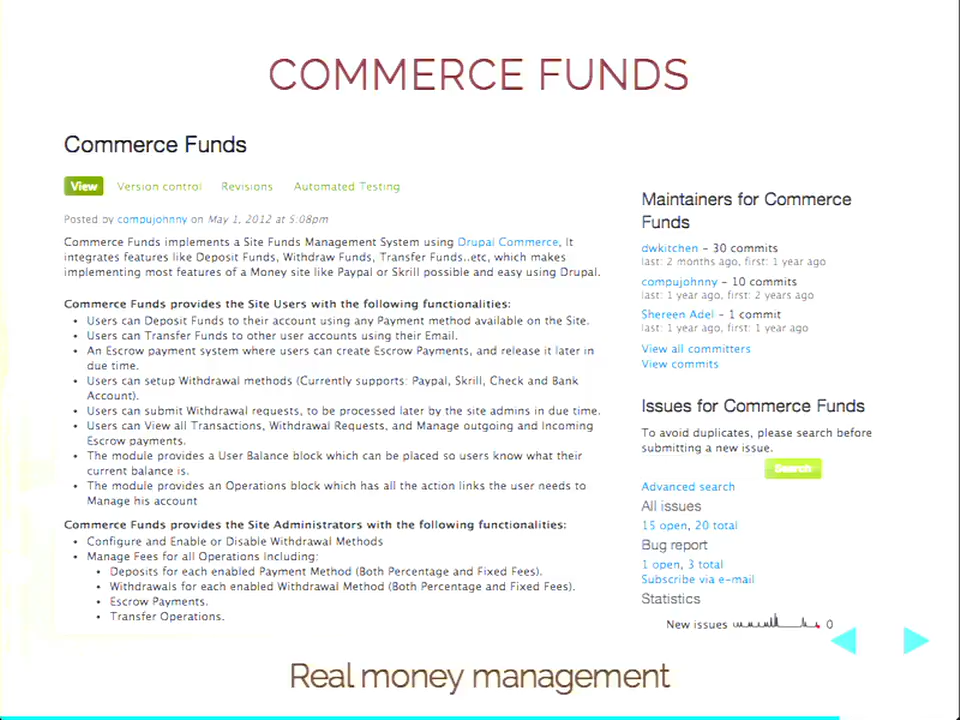 COMMERCE FUNDS
Commerce Funds
View Version control Revisions Automated Testing
Posted by compujohnny on May 1, 2012 at 5:08pm
Commerce Funds implements a Site Funds Management System using Drupal Commerce, It
integrates features like Deposit Funds, Withdraw Funds, Transfer Funds..etc, which makes
implementing most features of a Money site like Paypal or Skrill possible and easy using Drupal.
Commerce Funds provides the Site Users with the following functionalities:
• Users can Deposit Funds to their account using any Payment method available on the Site.
• Users can Transfer Funds to other user accounts using their Email.
• An Escrow payment system where users can create Escrow Payments, and release it later in
due time.
• Users can setup Withdrawal methods (Currently supports: Paypal, Skrill, Check and Bank
Account).
• Users can submit Withdrawal requests, to be processed later by the site admins in due time.
• Users can View all Transactions, Withdrawal Requests, and Manage outgoing and Incoming
Escrow payments.
• The module provides a User Balance block which can be placed so users know what their
current balance is.
• The module provides an Operations block which has all the action links the user needs to
Manage his account
Commerce Funds provides the Site Administrators with the following functionalities:
• Configure and Enable or Disable Withdrawal Methods
• Manage Fees for all Operations Including:
• Deposits for each enabled Payment Method (Both Percentage and Fixed Fees).
• Withdrawals for each enabled Withdrawal Method (Both Percentage and Fixed Fees).
• Escrow Payments.
• Transfer Operations.
Maintainers for Commerce
Funds
dwkitchen – 30 commits
last: 2 months ago, first: 1 year ago
compujohnny – 10 commits
last: 1 year ago, first: 2 years ago
Shereen Adel – 1 commit
last: 1 year ago, first: 1 year ago
View all committers
View commits
Issues for Commerce Funds
To avoid duplicates, please search before
submitting a new issue.
Search
Advanced search
All issues
15 open, 20 total
Bug report
1 open, 3 total
Subscribe via e-mail
Statistics
New issues 0
Real money management